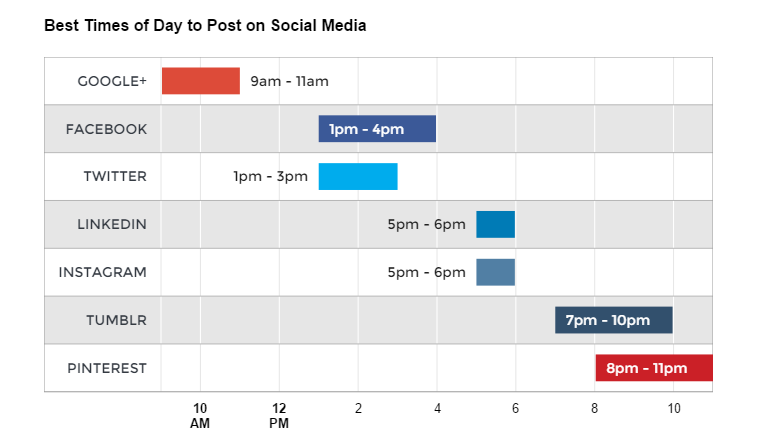 Best Times of Day to Post on Social Media
GOOGLE+ 9am - 11am
FACEBOOK 1pm - 4pm
TWITTER 1pm - 3pm
LINKEDIN 5pm - 6pm
INSTAGRAM 5pm - 6pm
TUMBLR 7pm - 10pm
PINTEREST 8pm - 11pm
10 12 2 4 6 8 10
AM PM